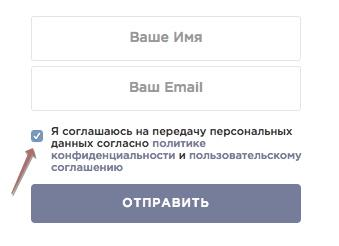 Ваше Имя
Ваш Email
Я соглашаюсь на передачу персональных
данных согласно политике
конфиденциальности и пользовательскому
соглашению
ОТПРАВИТЬ